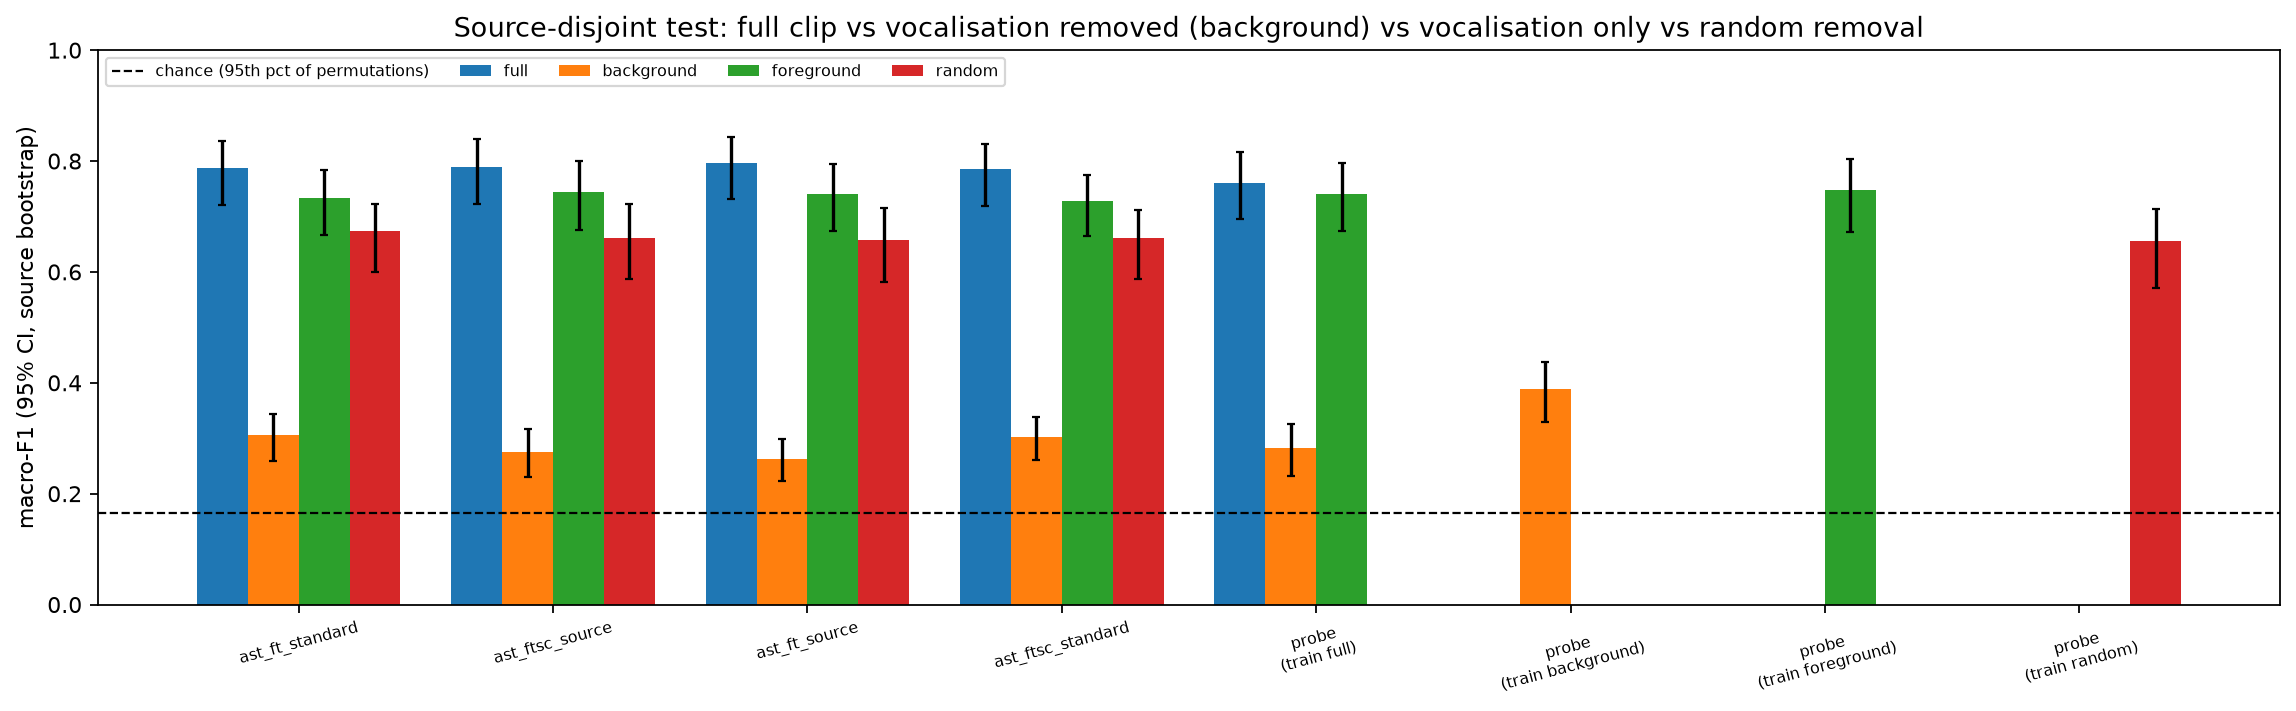 Source-disjoint test: full clip vs vocalisation removed (background) vs vocalisation only vs random removal
chance (95th pct of permutations) full background foreground random
macro-F1 (95% CI, source bootstrap)
1.0
0.8
0.6
0.4
0.2
0.0
ast_ft_standard
ast_ftsc_source
ast_ft_source
ast_ftsc_standard
probe
(train full)
probe
(train background)
probe
(train foreground)
probe
(train random)